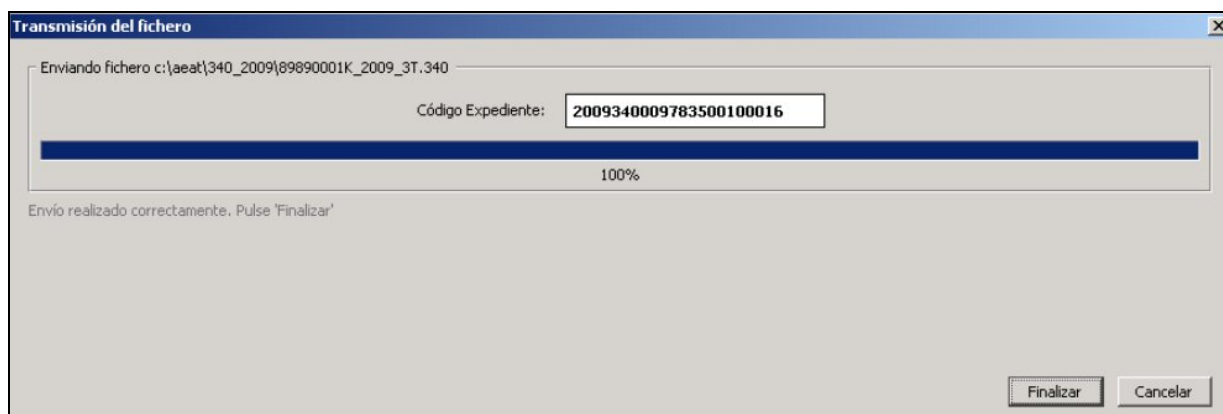 Transmisión del fichero
Enviando fichero c:\aeat\340_2009\89890001K_2009_3T.340
Código Expediente: 2009340009783500100016
100%
Envío realizado correctamente. Pulse 'Finalizar'
Finalizar Cancelar